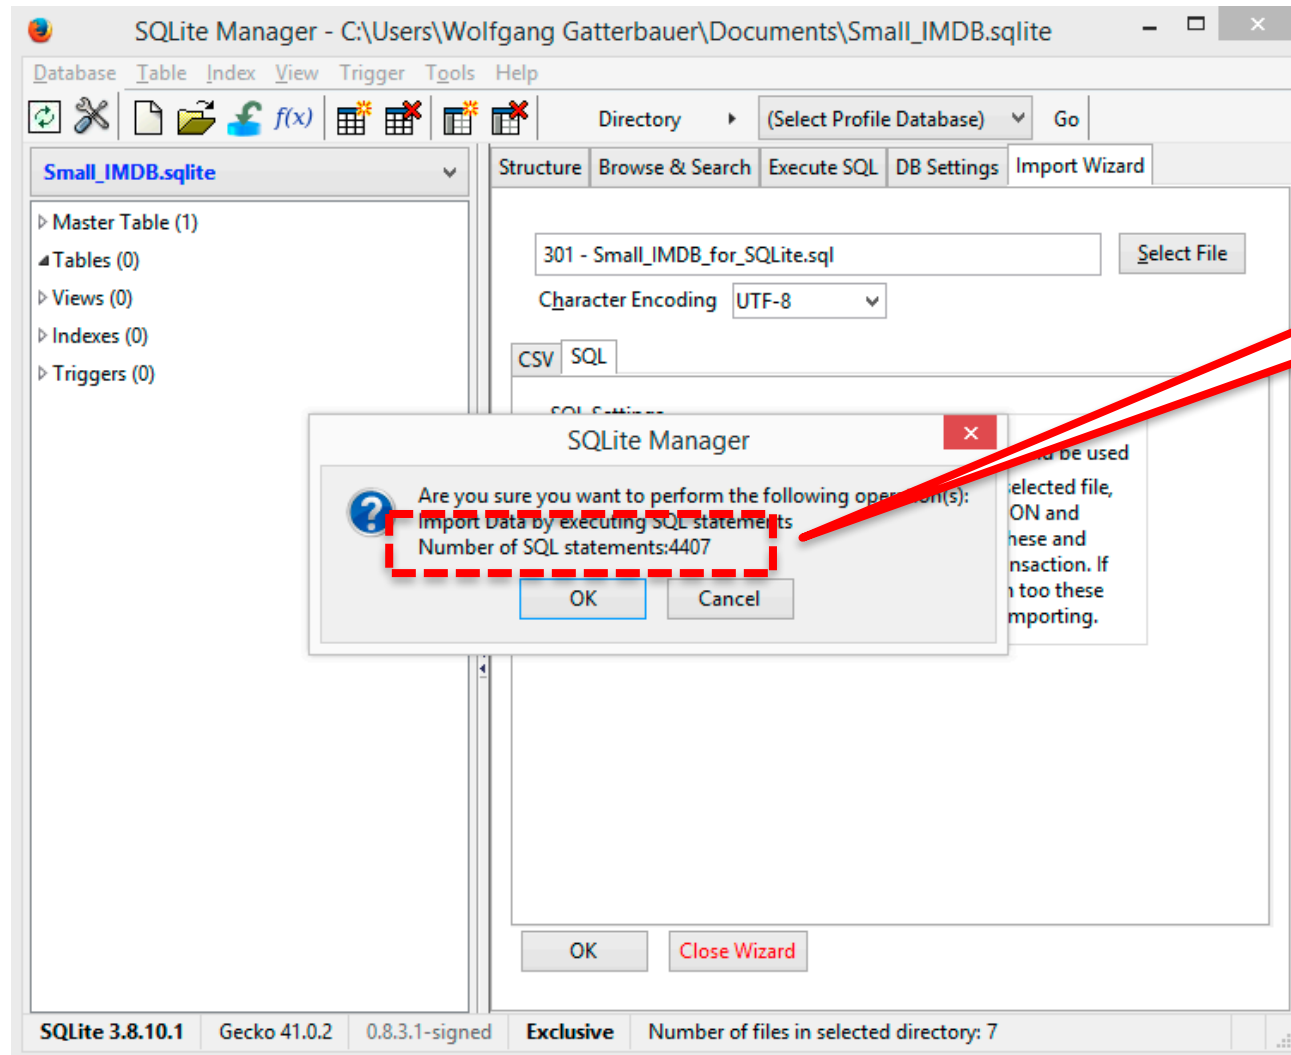 SQLite Manager - C:\Users\Wolfgang Gatterbauer\Documents\Small_IMDB.sqlite
Database Table Index View Trigger Tools Help
f(x) Directory (Select Profile Database) Go
Small_IMDB.sqlite
Structure Browse & Search Execute SQL DB Settings Import Wizard
Master Table (1)
Tables (0)
Views (0)
Indexes (0)
Triggers (0)
301 - Small_IMDB_for_SQLite.sql Select File
Character Encoding UTF-8
CSV SQL
SQL Settings
be used
selected file,
ON and
these and
nsaction. If
too these
mporting.
SQLite Manager
Are you sure you want to perform the following operation(s):
Import Data by executing SQL statements
Number of SQL statements:4407
OK Cancel
OK Close Wizard
SQLite 3.8.10.1 Gecko 41.0.2 0.8.3.1-signed Exclusive Number of files in selected directory: 7